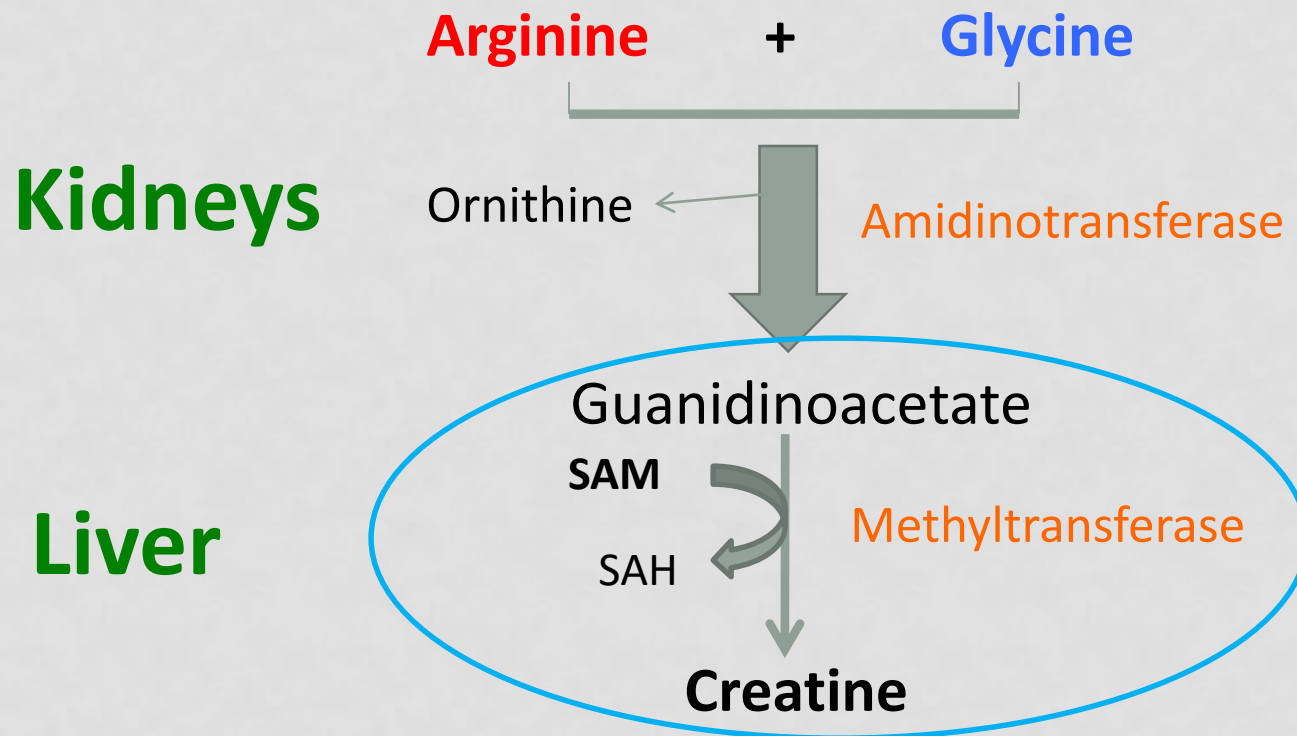 Arginine + Glycine
Kidneys
Ornithine
Amidinotransferase
Guanidinoacetate
SAM
Liver
Methyltransferase
SAH
Creatine